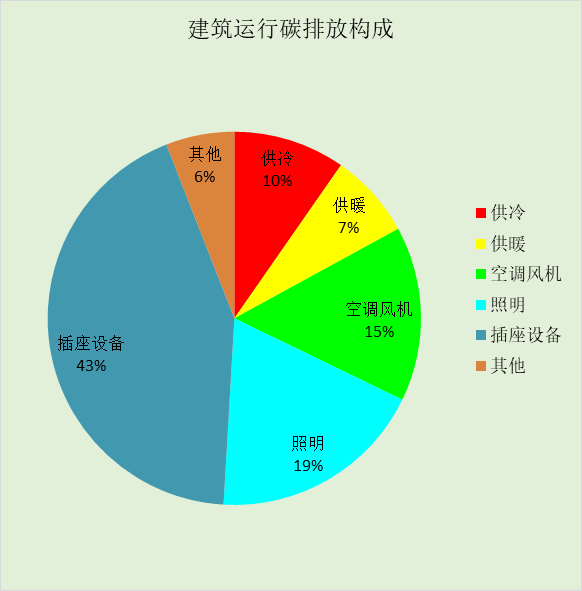 建筑运行碳排放构成
其他
6%
供冷
10%
供暖
7%
空调风机
15%
插座设备
43%
照明
19%
供冷
供暖
空调风机
照明
插座设备
其他